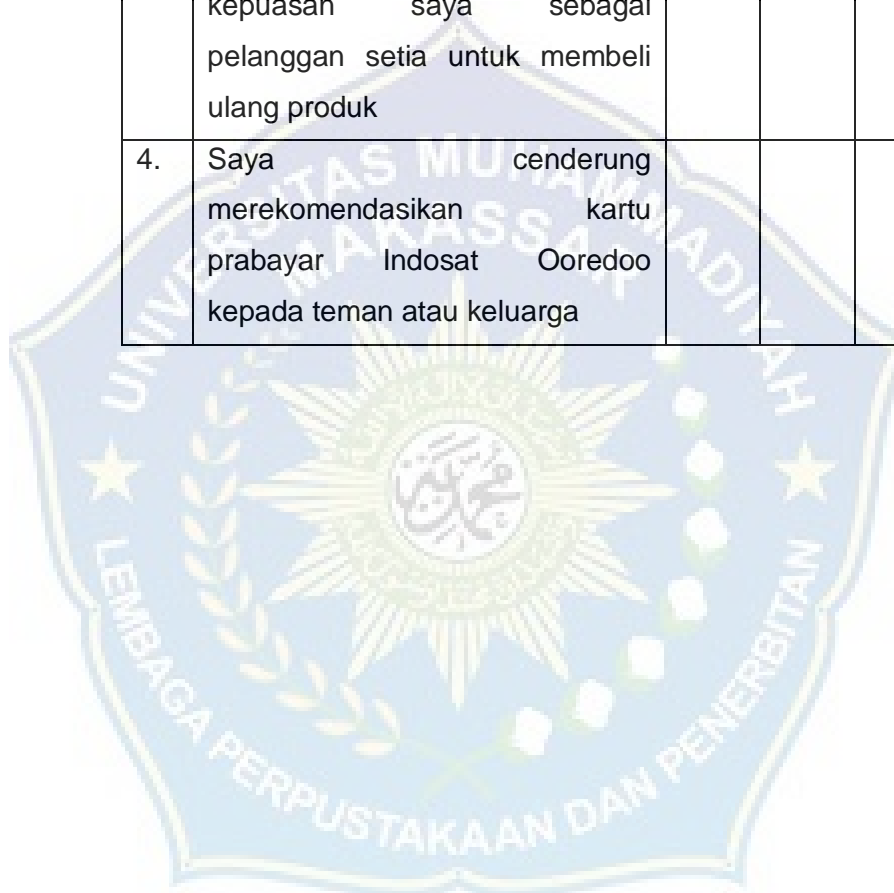 kepuasan saya sebagai
pelanggan setia untuk membeli
ulang produk
4. Saya cenderung
merekomendasikan kartu
prabayar Indosat Ooredoo
kepada teman atau keluarga
UNIVERSITAS MUHAMMADIYAH
MAKASSAR
LEMBAGA PERPUSTAKAAN DAN PENERBITAN